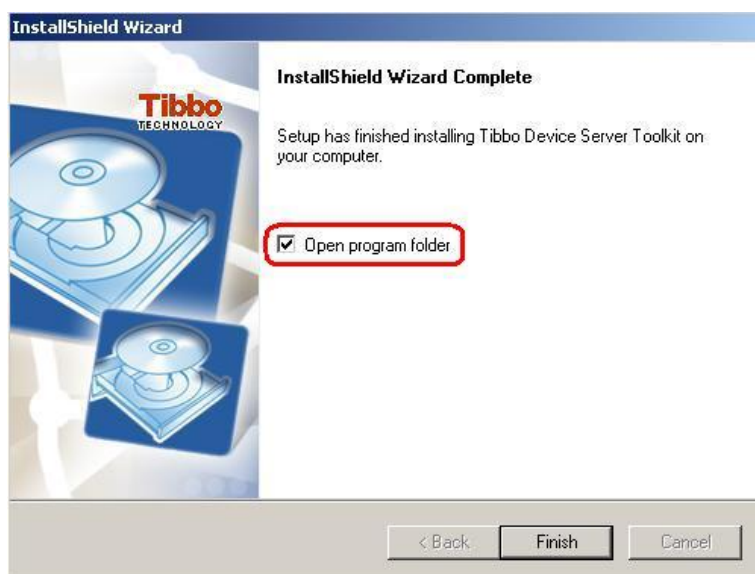 InstallShield Wizard
Tibbo
TECHNOLOGY
InstallShield Wizard Complete
Setup has finished installing Tibbo Device Server Toolkit on
your computer.
Open program folder
< Back
Finish
Cancel